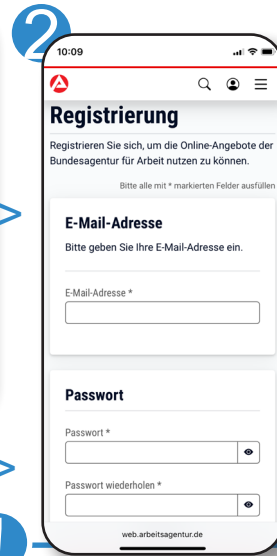 2
10:09
Registrierung
Registrieren Sie sich, um die Online-Angebote der
Bundesagentur für Arbeit nutzen zu können.
Bitte alle mit * markierten Felder ausfüllen
E-Mail-Adresse
Bitte geben Sie Ihre E-Mail-Adresse ein.
E-Mail-Adresse *
Passwort
Passwort *
Passwort wiederholen *
web.arbeitsagentur.de